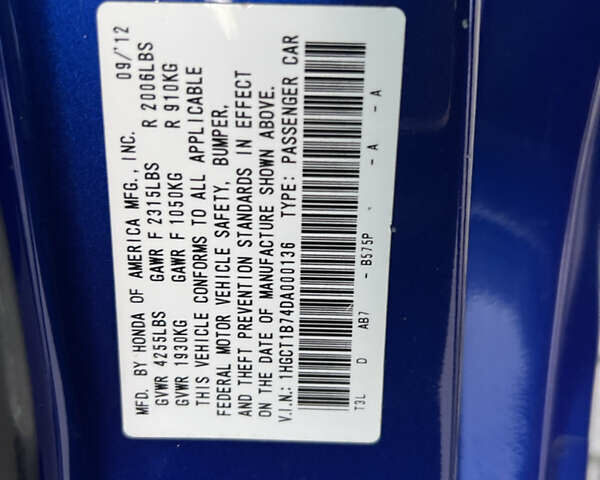 MFD. BY HONDA OF AMERICA MFG., INC. 09/'12
GVWR 4255LBS GAWR F 2315LBS R 2006LBS
GVWR 1930KG GAWR F 1050KG R 910KG
THIS VEHICLE CONFORMS TO ALL APPLICABLE
FEDERAL MOTOR VEHICLE SAFETY, BUMPER,
AND THEFT PREVENTION STANDARDS IN EFFECT
ON THE DATE OF MANUFACTURE SHOWN ABOVE.
V.I.N.: 1HGCT1B74DA000136 TYPE: PASSENGER CAR
T3L D AB7 - B575P - A - A